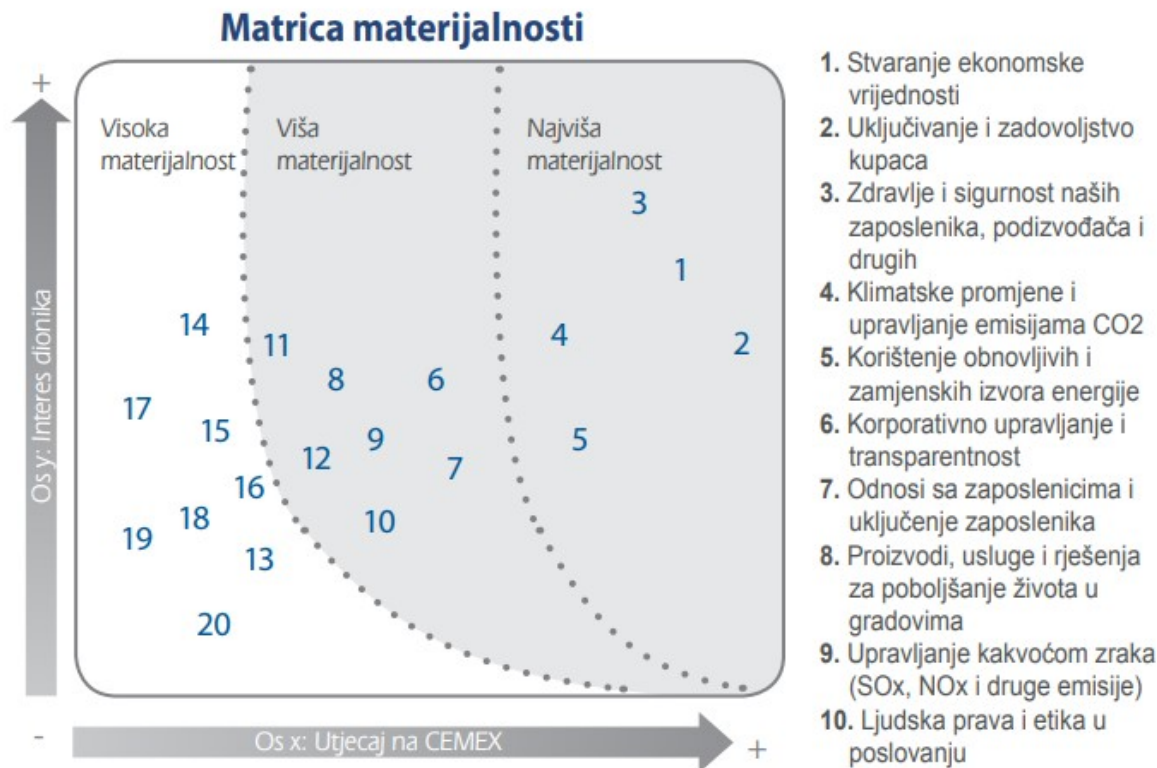 Matrica materijalnosti
+
Visoka
materijalnost
Viša
materijalnost
Najviša
materijalnost
3
1
14
11
4
2
8
6
17
15
9
5
12
7
16
18
10
19
13
20
Os y: Interes dionika
-
Os x: Utjecaj na CEMEX
+
1. Stvaranje ekonomske
vrijednosti
2. Uključivanje i zadovoljstvo
kupaca
3. Zdravlje i sigurnost naših
zaposlenika, podizvođača i
drugih
4. Klimatske promjene i
upravljanje emisijama CO2
5. Korištenje obnovljivih i
zamjenskih izvora energije
6. Korporativno upravljanje i
transparentnost
7. Odnosi sa zaposlenicima i
uključenje zaposlenika
8. Proizvodi, usluge i rješenja
za poboljšanje života u
gradovima
9. Upravljanje kakvoćom zraka
(SOx, NOx i druge emisije)
10. Ljudska prava i etika u
poslovanju